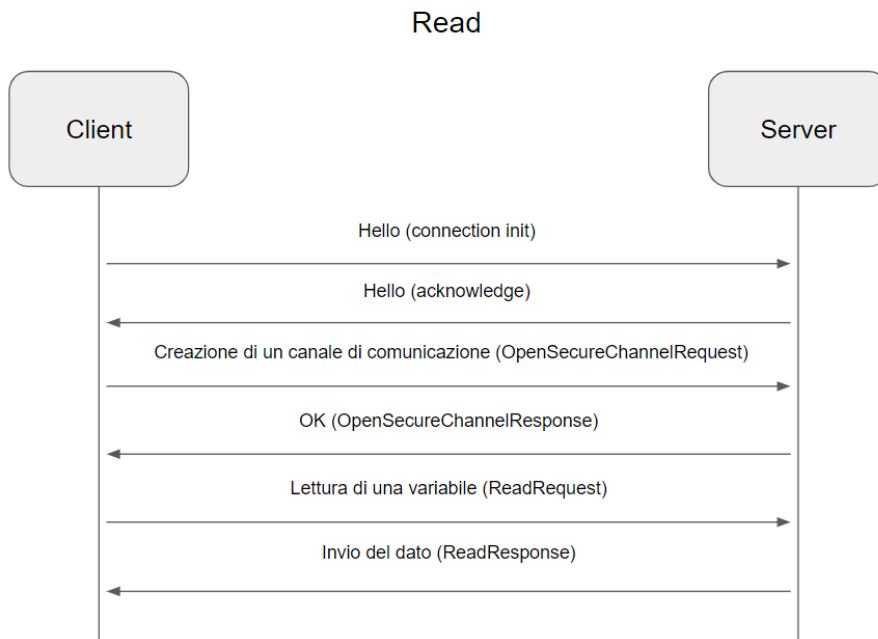 Read
Client
Server
Hello (connection init)
Hello (acknowledge)
Creazione di un canale di comunicazione (OpenSecureChannelRequest)
OK (OpenSecureChannelResponse)
Lettura di una variabile (ReadRequest)
Invio del dato (ReadResponse)